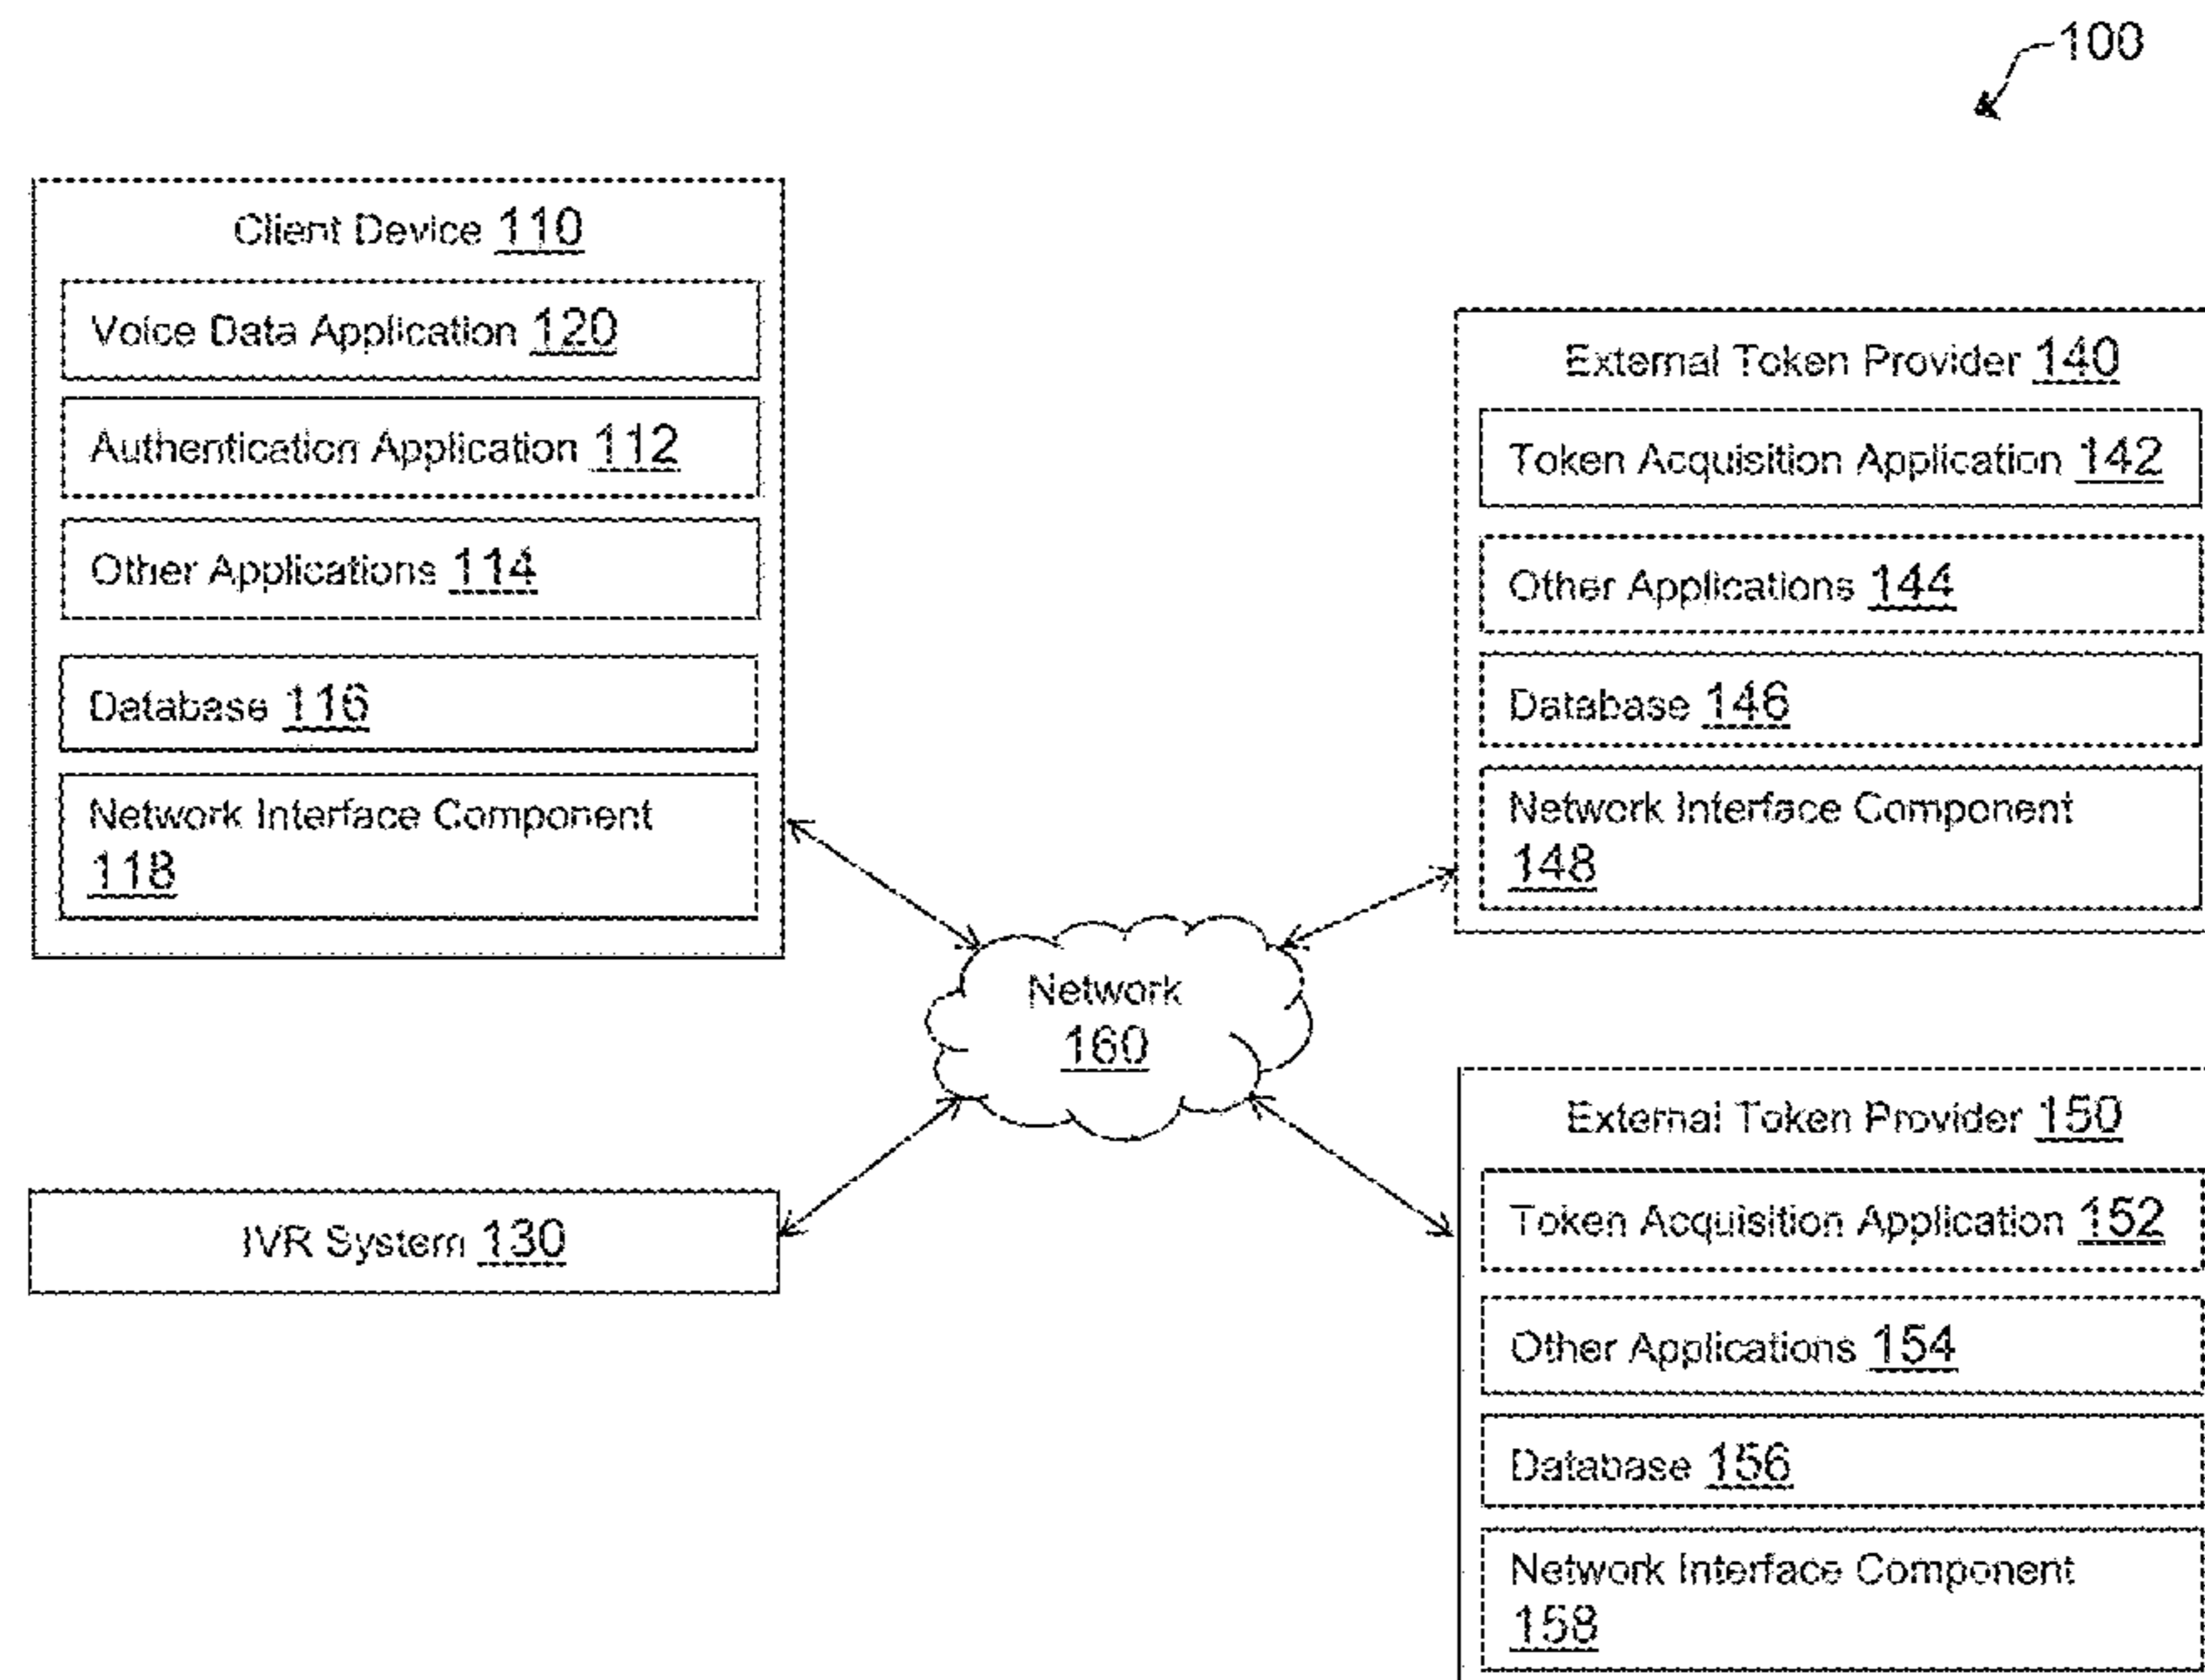 100
Client Device 110
Voice Data Application 120
Authentication Application 112
Other Applications 114
Database 116
Network Interface Component
118
External Token Provider 140
Token Acquisition Application 142
Other Applications 144
Database 146
Network Interface Component
148
Network
160
IVR System 130
External Token Provider 150
Token Acquisition Application 152
Other Applications 154
Database 156
Network Interface Component
158